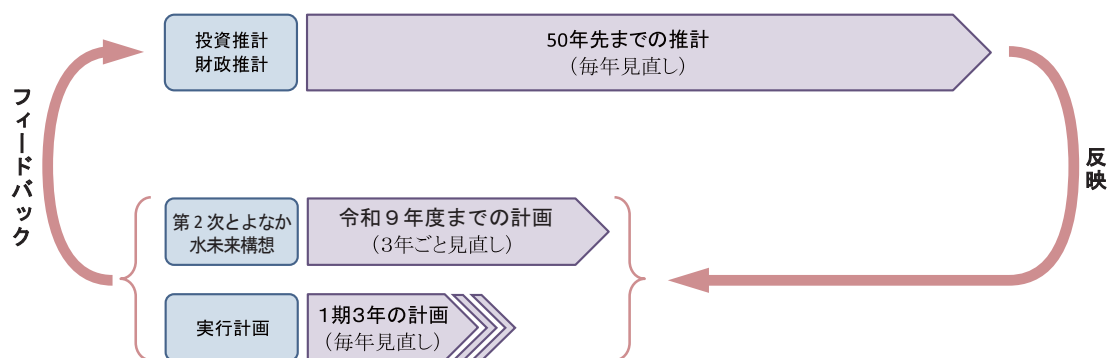 投資推計
財政推計
50年先までの推計
（毎年見直し）
フィードバック
反映
第２次とよなか
水未来構想
令和９年度までの計画
（3年ごと見直し）
実行計画
1期3年の計画
（毎年見直し）